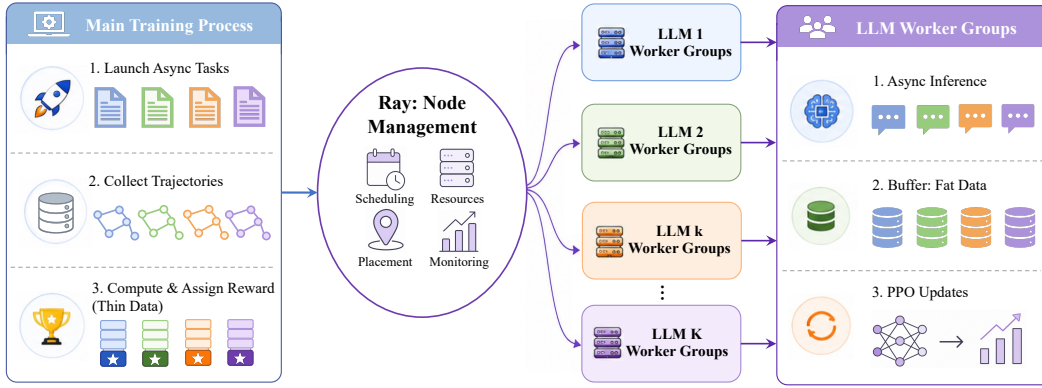 Main Training Process
1. Launch Async Tasks
2. Collect Trajectories
3. Compute & Assign Reward
(Thin Data)
Ray: Node
Management
Scheduling
Resources
Placement
Monitoring
LLM 1
Worker Groups
LLM 2
Worker Groups
LLM k
Worker Groups
⋮
LLM K
Worker Groups
LLM Worker Groups
1. Async Inference
2. Buffer: Fat Data
3. PPO Updates